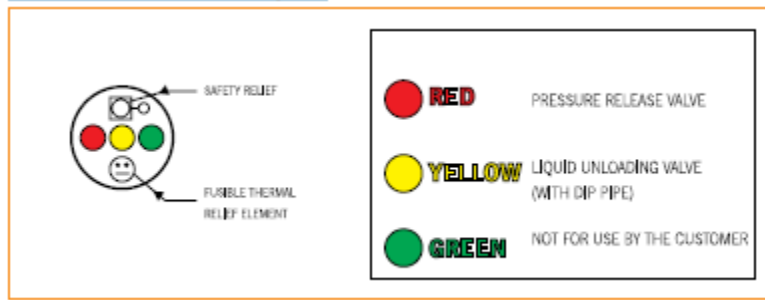 SAFETY RELIEF
FUSIBLE THERMAL
RELIEF ELEMENT
RED
PRESSURE RELEASE VALVE
YELLOW
LIQUID UNLOADING VALVE
(WITH DIP PIPE)
GREEN
NOT FOR USE BY THE CUSTOMER